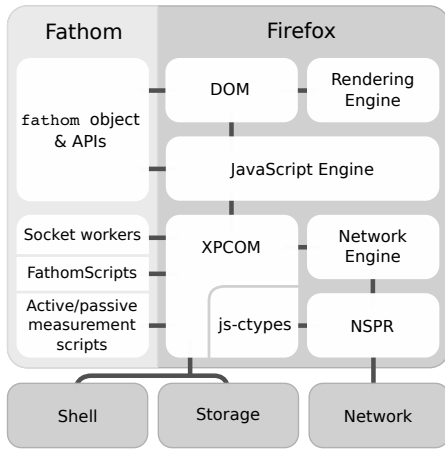 Fathom
Firefox
fathom object
& APIs
DOM
Rendering
Engine
JavaScript Engine
Socket workers
FathomScripts
Active/passive
measurement
scripts
XPCOM
Network
Engine
js-ctypes
NSPR
Shell
Storage
Network